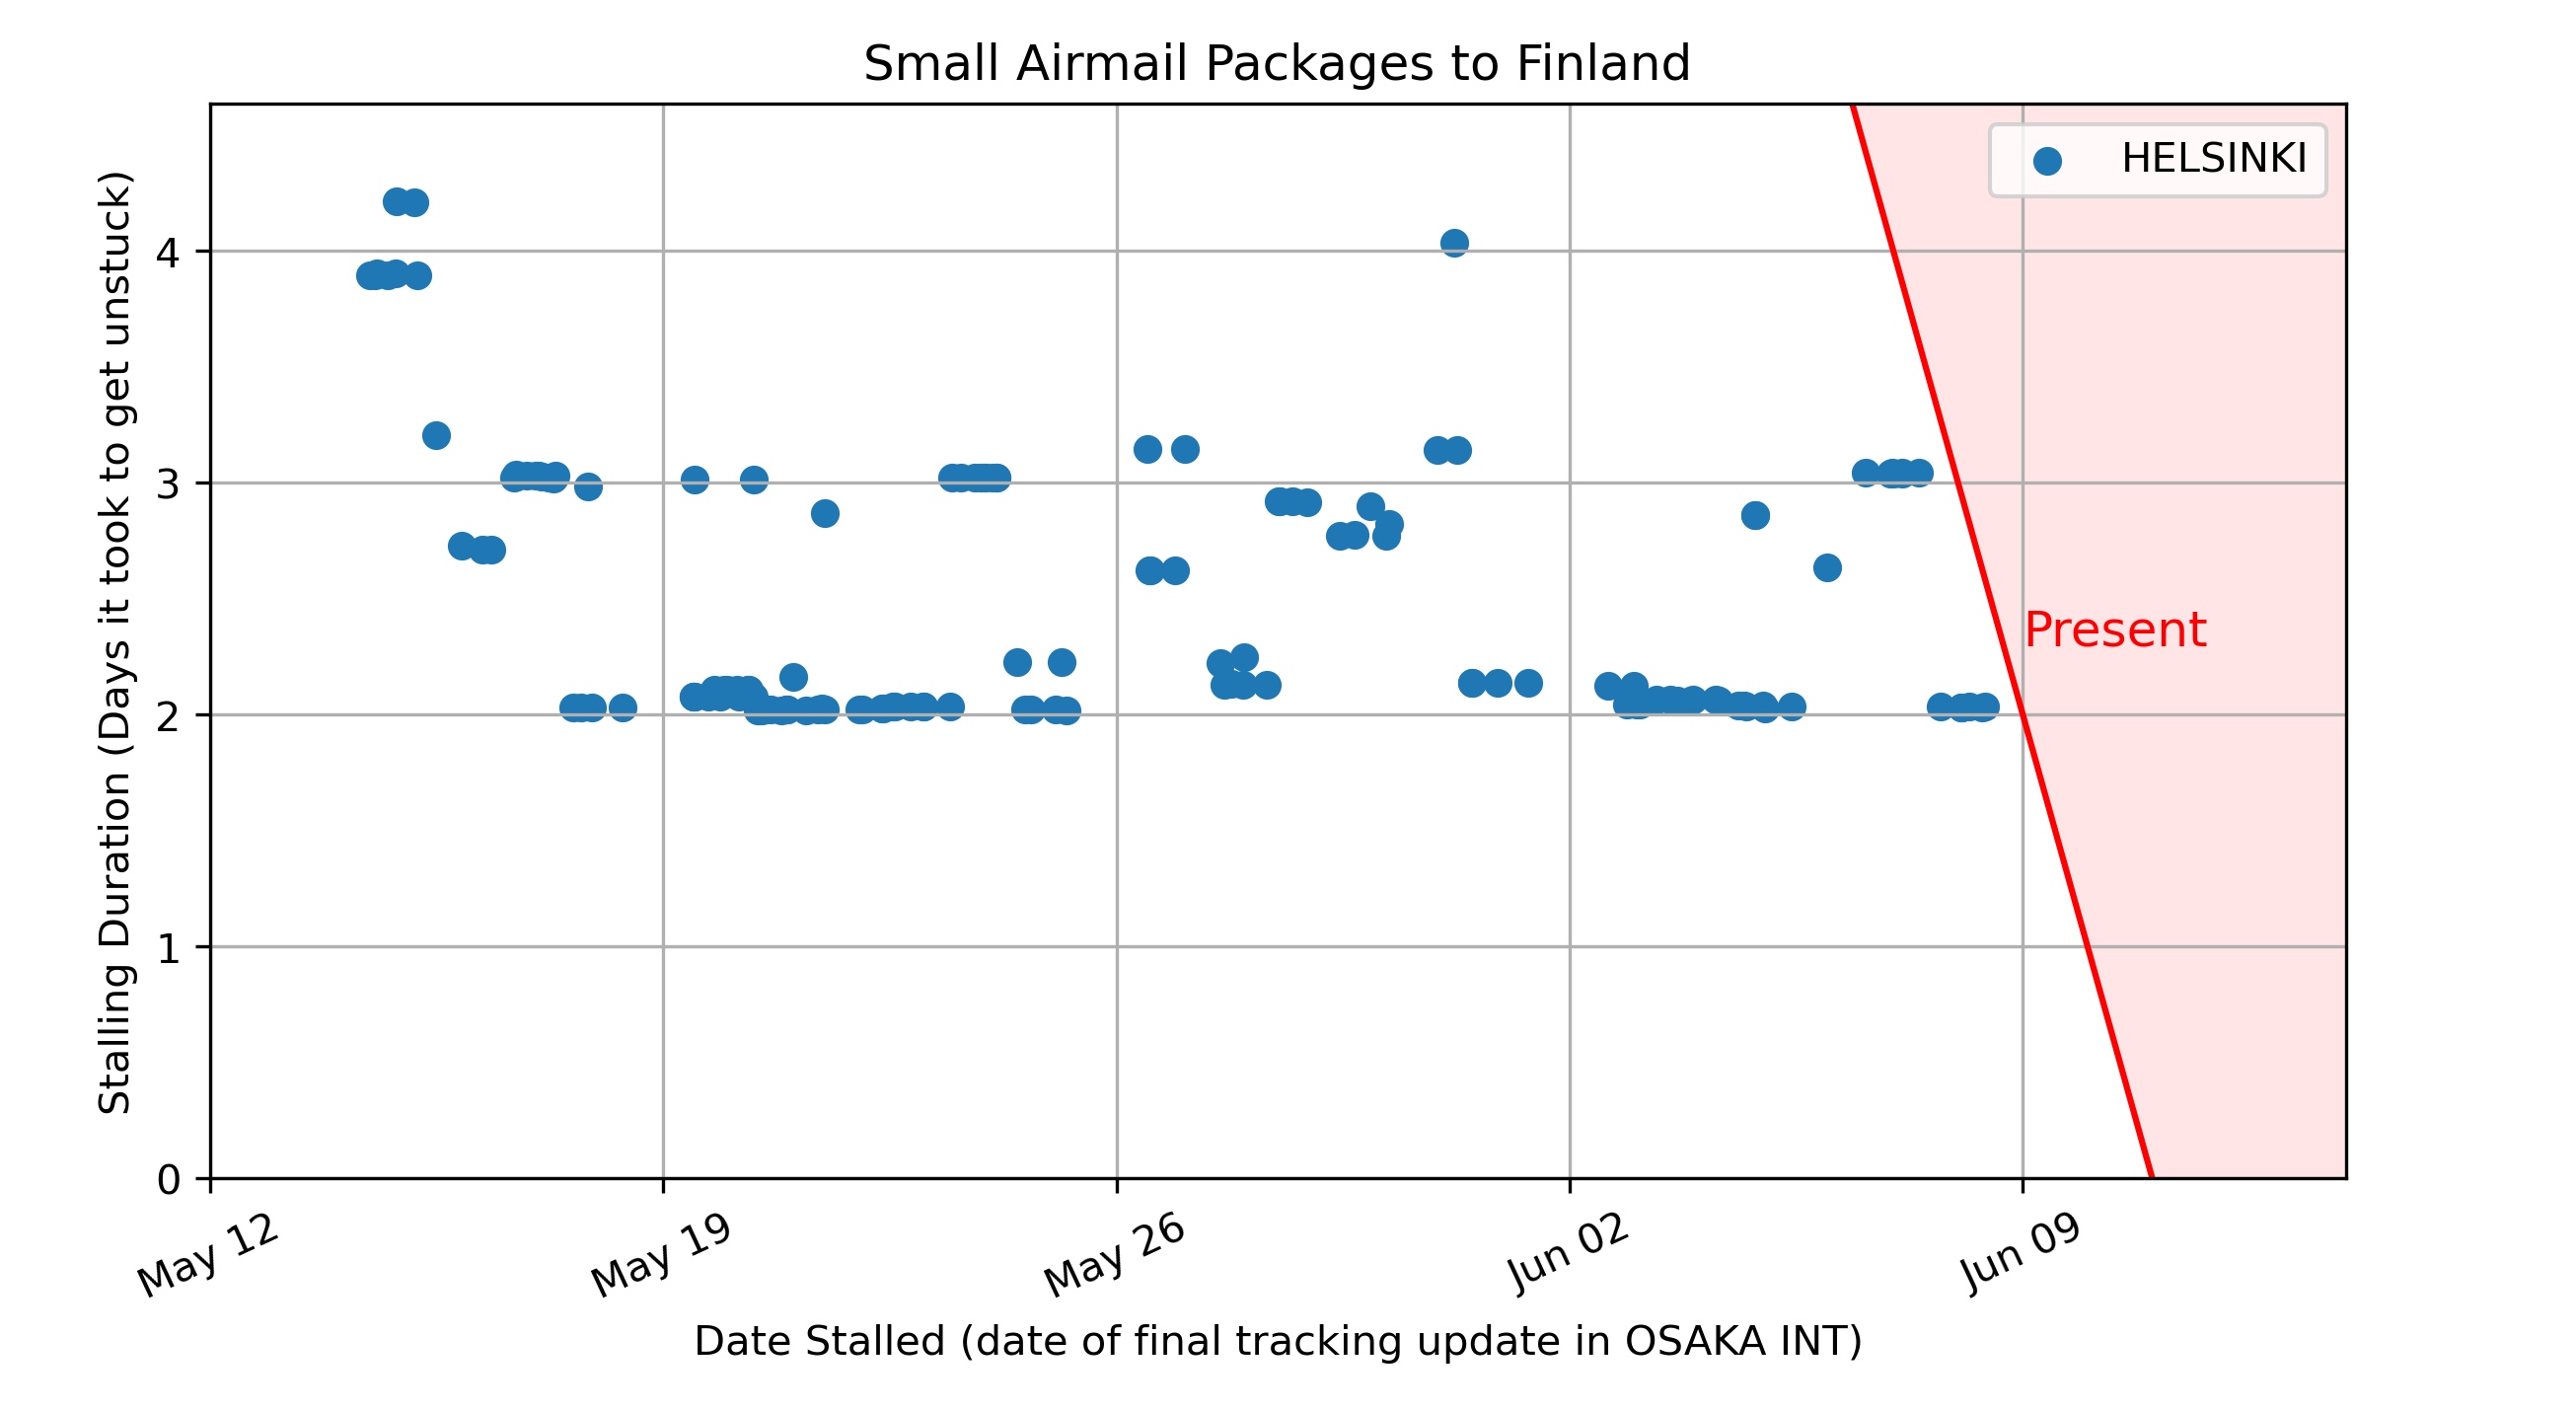 Small Airmail Packages to Finland
HELSINKI
Stalling Duration (Days it took to get unstuck)
4
3
2
1
0
Present
May 12
May 19
May 26
Jun 02
Jun 09
Date Stalled (date of final tracking update in OSAKA INT)